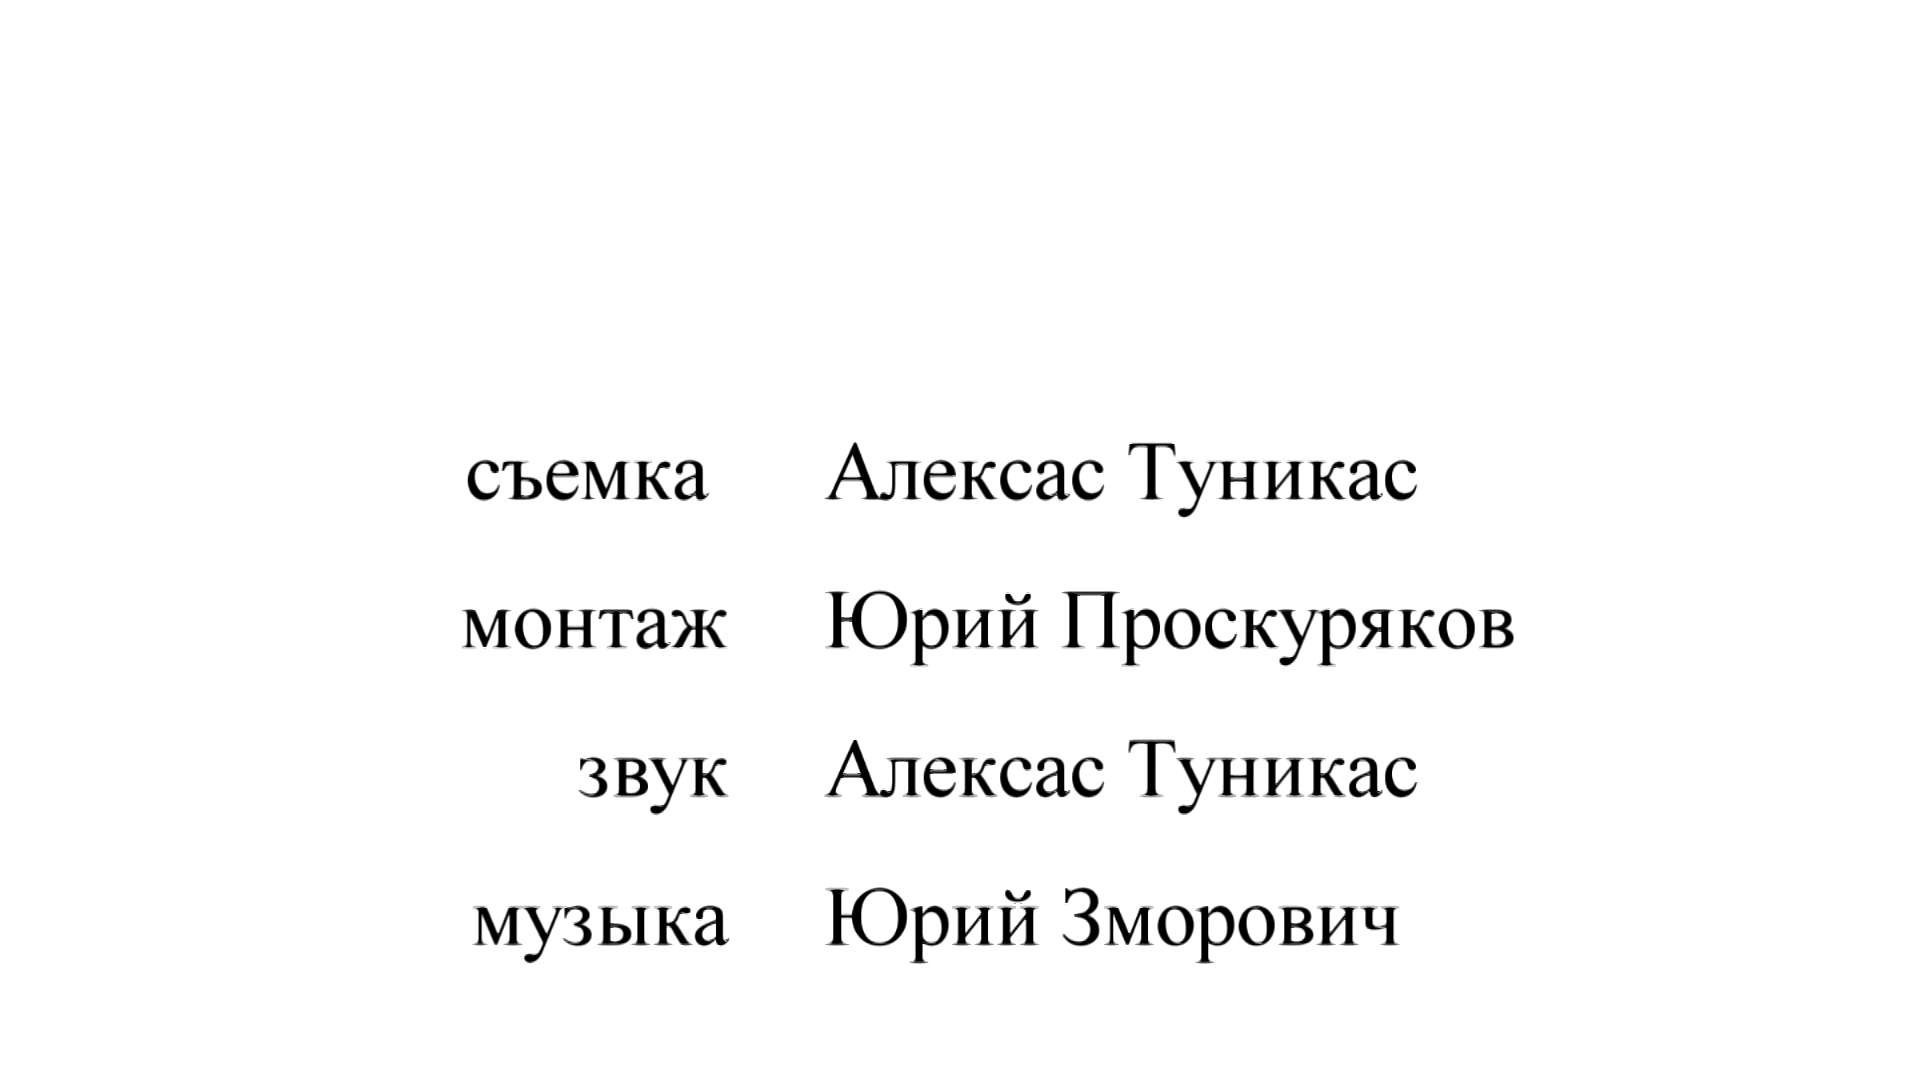 съемка Алексас Туникас
монтаж Юрий Проскуряков
звук Алексас Туникас
музыка Юрий Зморович